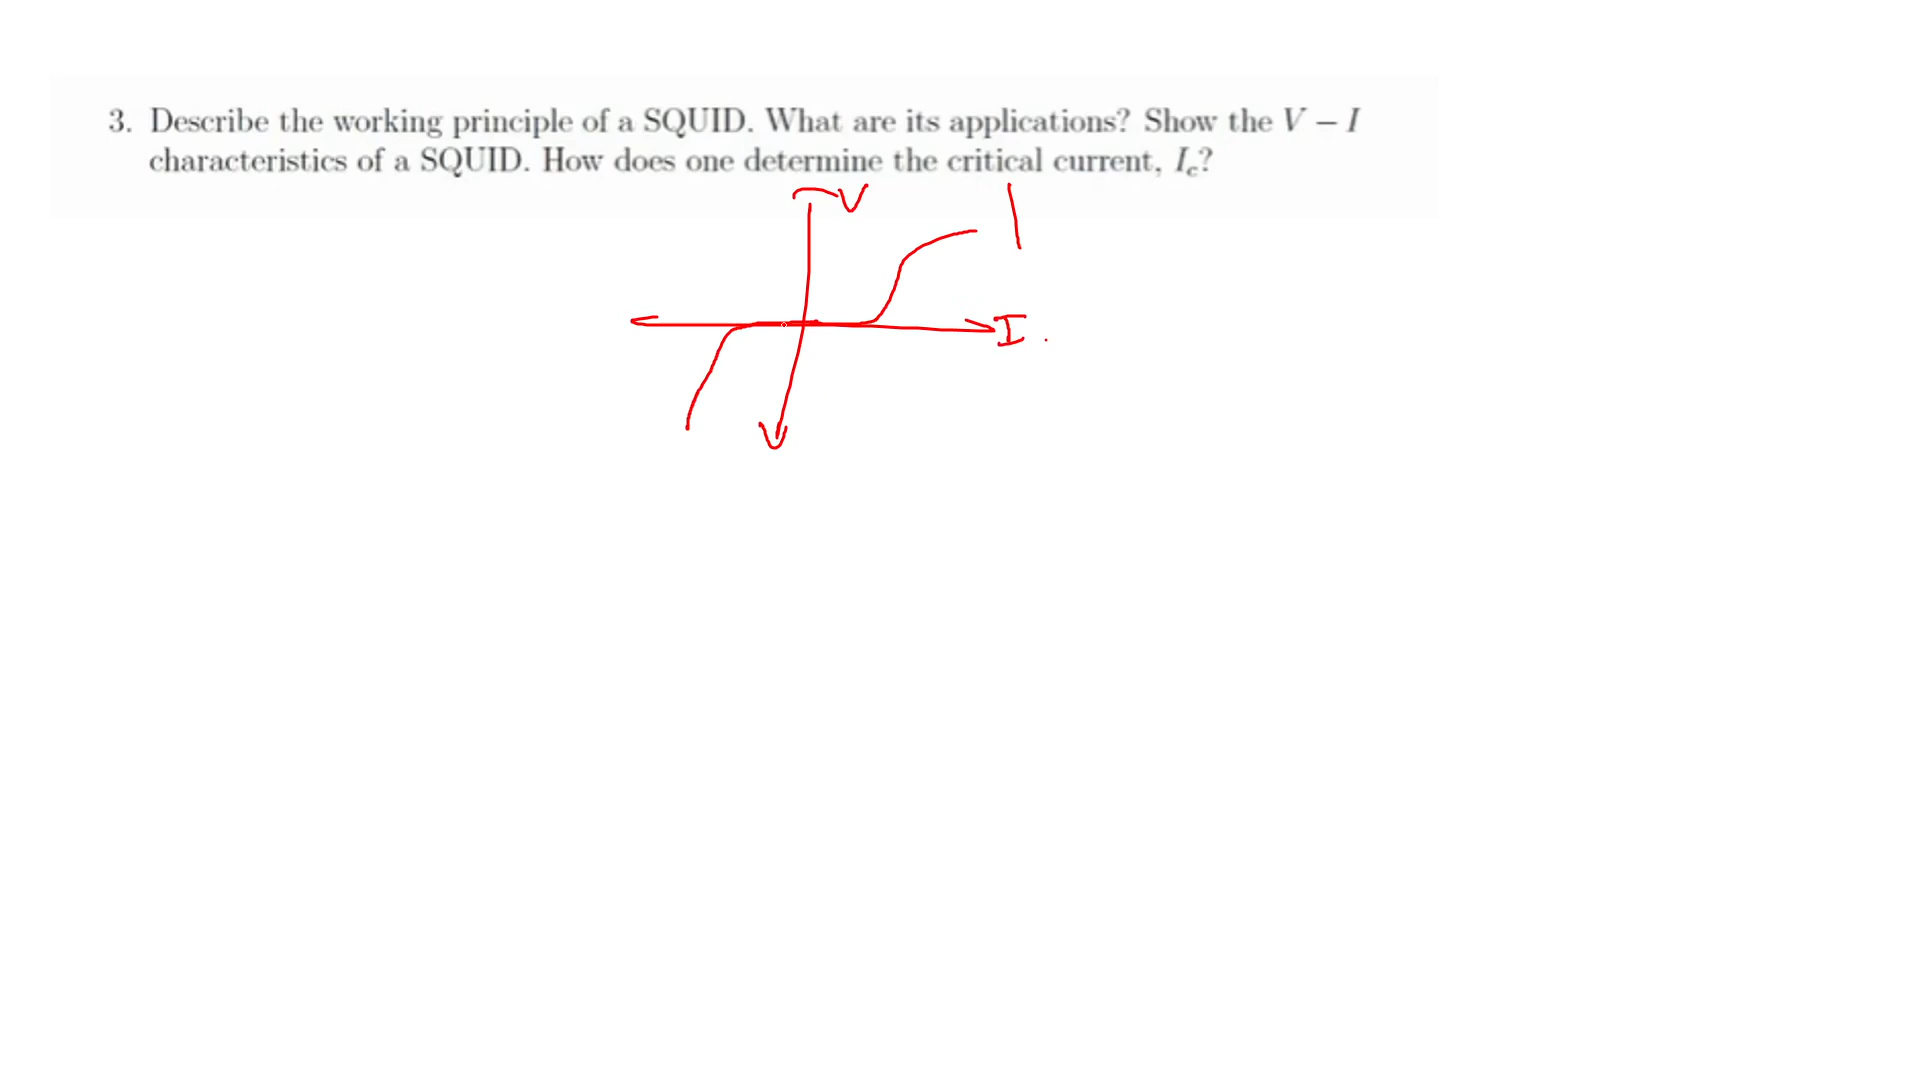 3. Describe the working principle of a SQUID. What are its applications? Show the V – I
characteristics of a SQUID. How does one determine the critical current, I_c?
V
I .